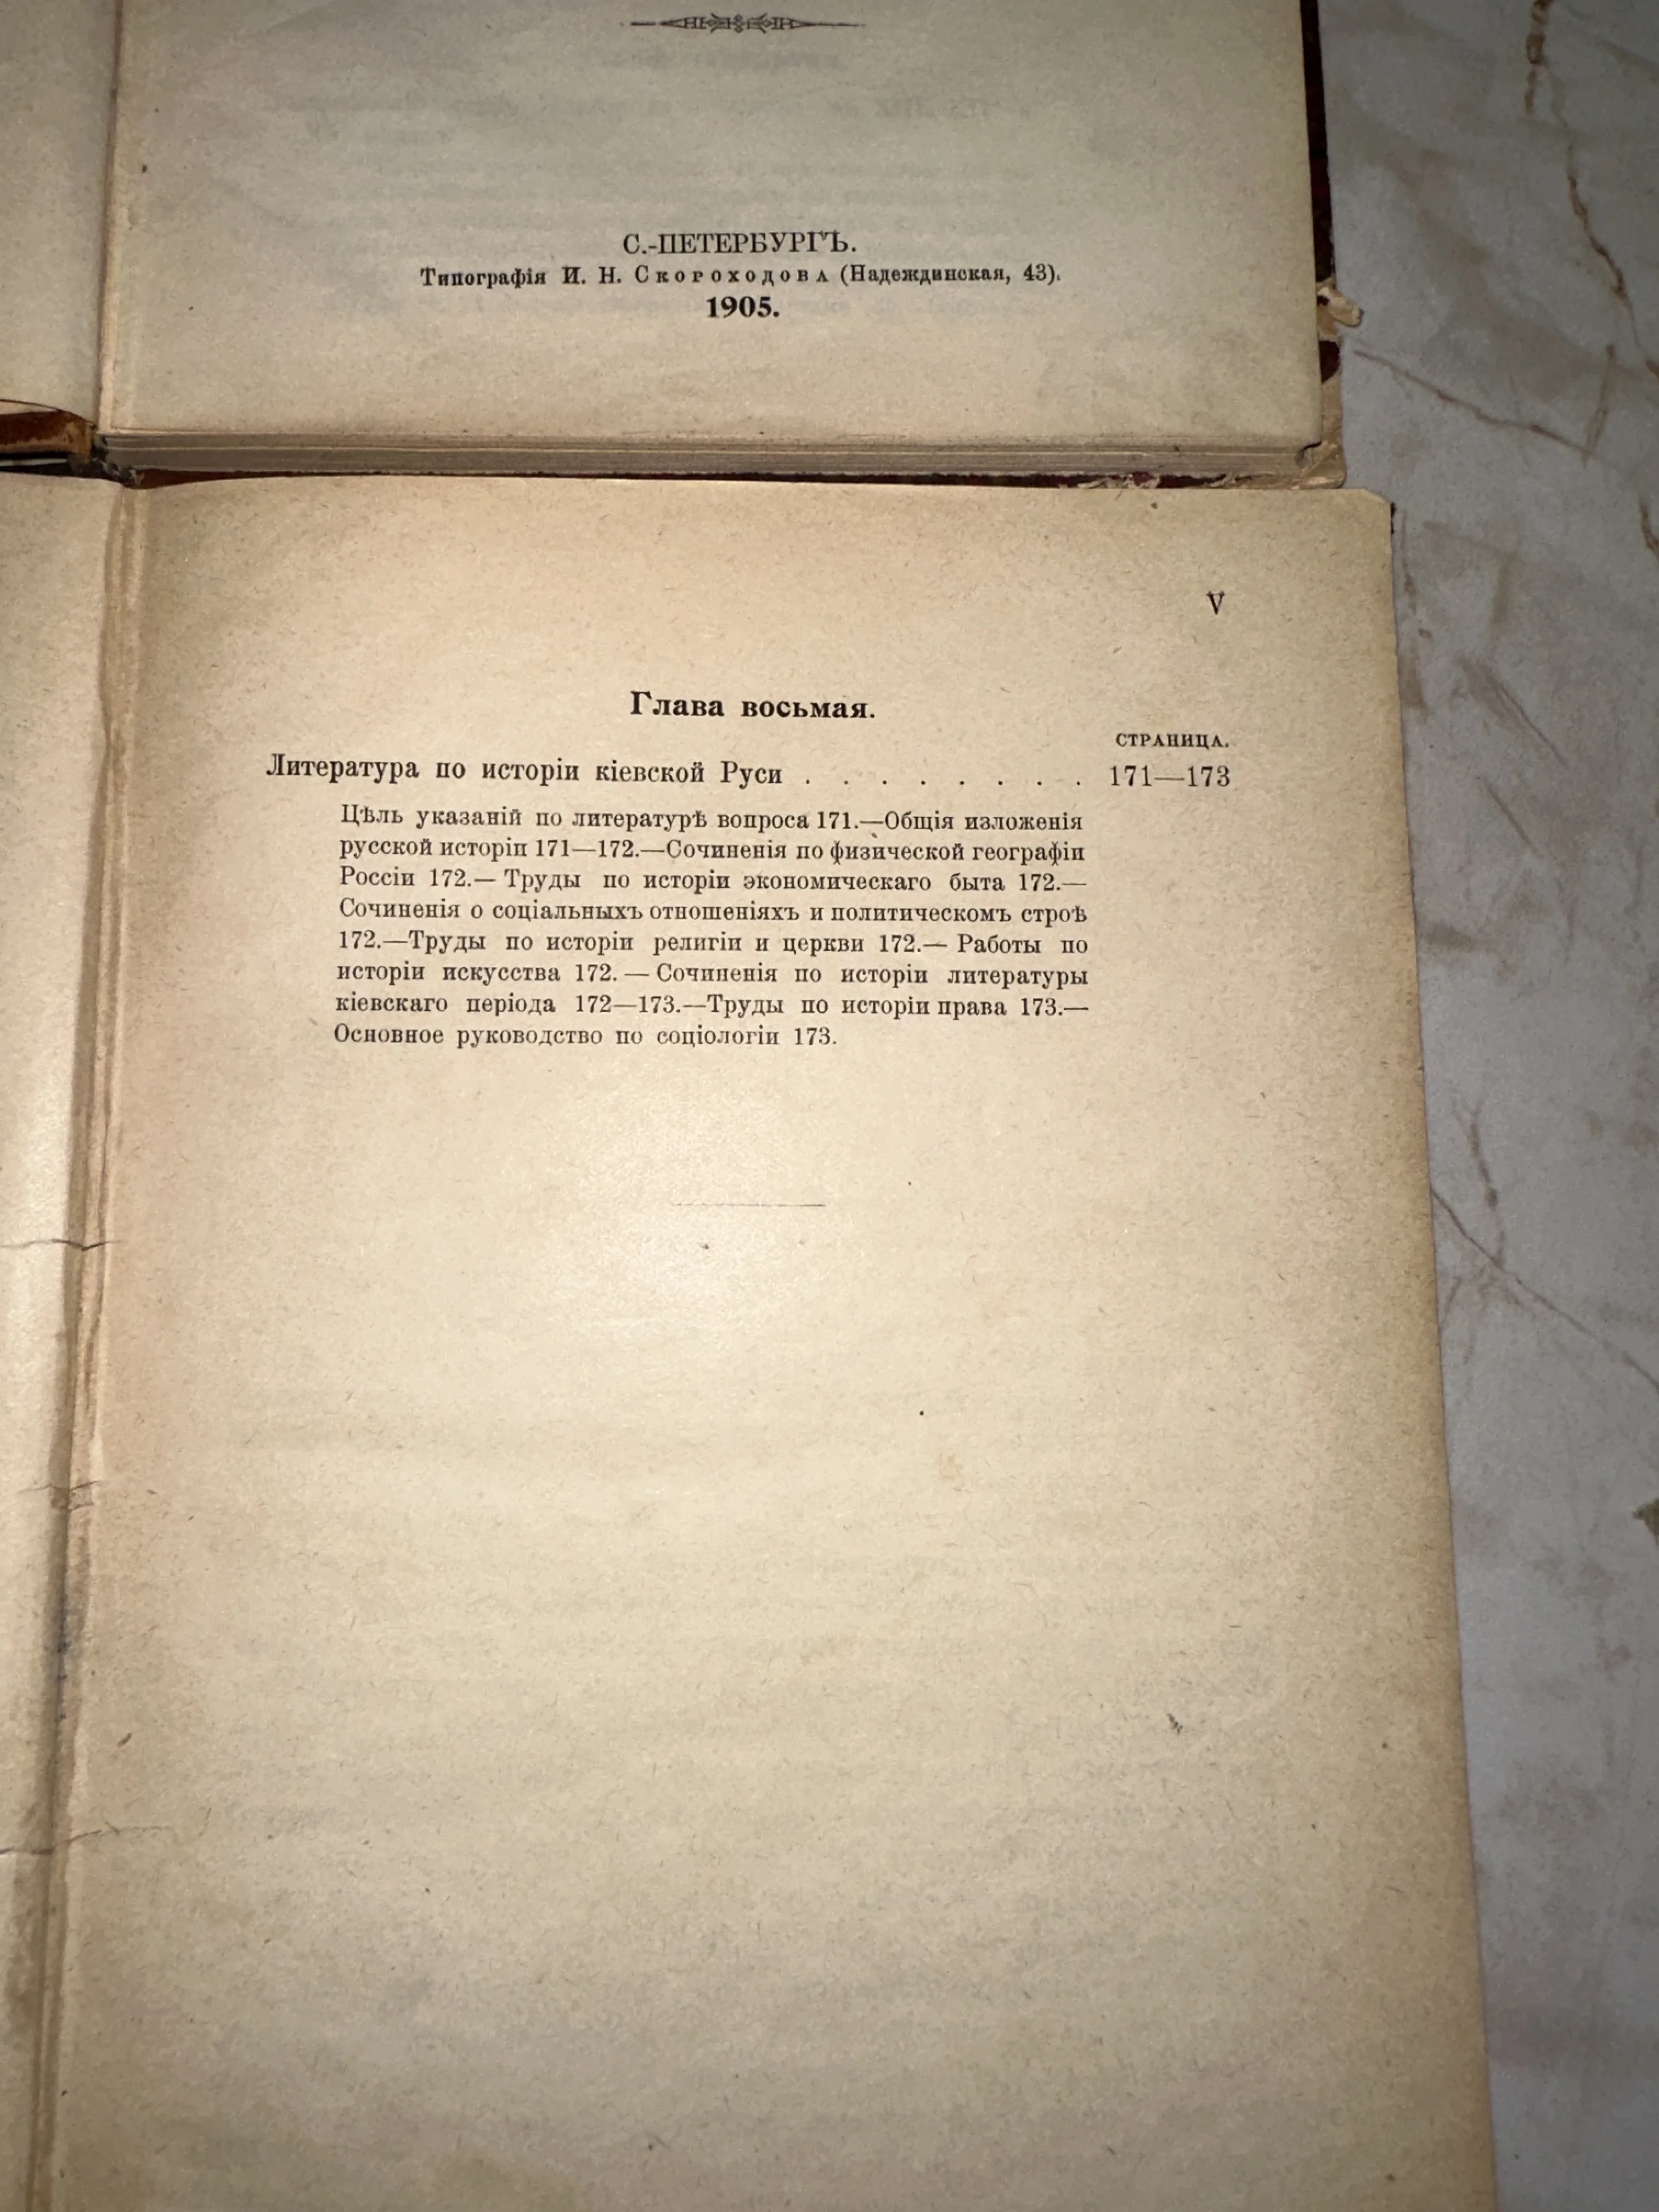 С.-ПЕТЕРБУРГЪ.
Типографія И. Н. Скороходова (Надеждинская, 43).
1905.
V
Глава восьмая.
СТРАНИЦА.
Литература по исторіи кіевской Руси . . . . . . . . 171—173
Цѣль указаній по литературѣ вопроса 171.—Общія изложенія
русской исторіи 171—172.—Сочиненія по физической географіи
Россіи 172.— Труды по исторіи экономическаго быта 172.—
Сочиненія о соціальныхъ отношеніяхъ и политическомъ строѣ
172.—Труды по исторіи религіи и церкви 172.— Работы по
исторіи искусства 172. — Сочиненія по исторіи литературы
кіевскаго періода 172—173.—Труды по исторіи права 173.—
Основное руководство по соціологіи 173.